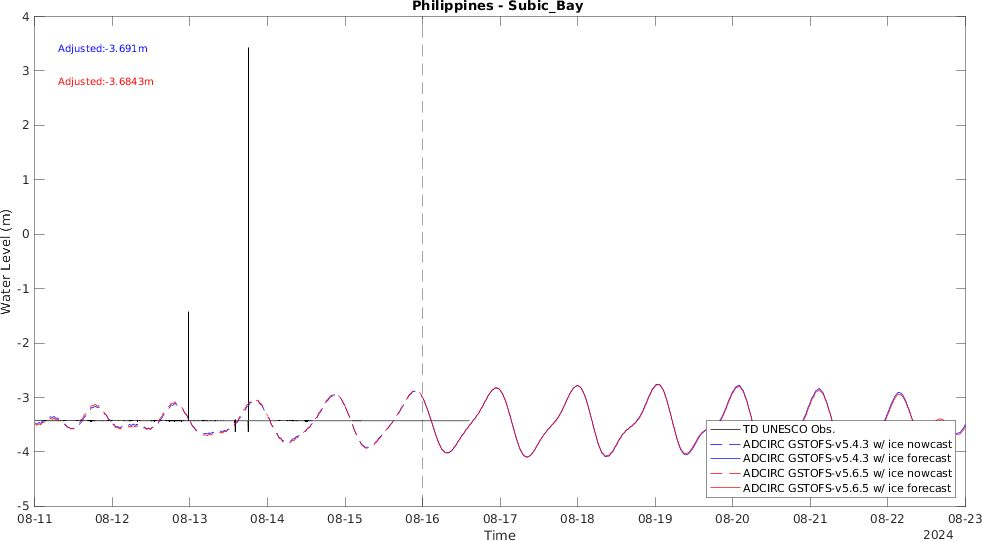 Philippines - Subic_Bay
Adjusted:-3.691m
Adjusted:-3.6843m
Water Level (m)
4
3
2
1
0
-1
-2
-3
-4
-5
TD UNESCO Obs.
ADCIRC GSTOFS-v5.4.3 w/ ice nowcast
ADCIRC GSTOFS-v5.4.3 w/ ice forecast
ADCIRC GSTOFS-v5.6.5 w/ ice nowcast
ADCIRC GSTOFS-v5.6.5 w/ ice forecast
08-11 08-12 08-13 08-14 08-15 08-16 08-17 08-18 08-19 08-20 08-21 08-22 08-23
Time
2024